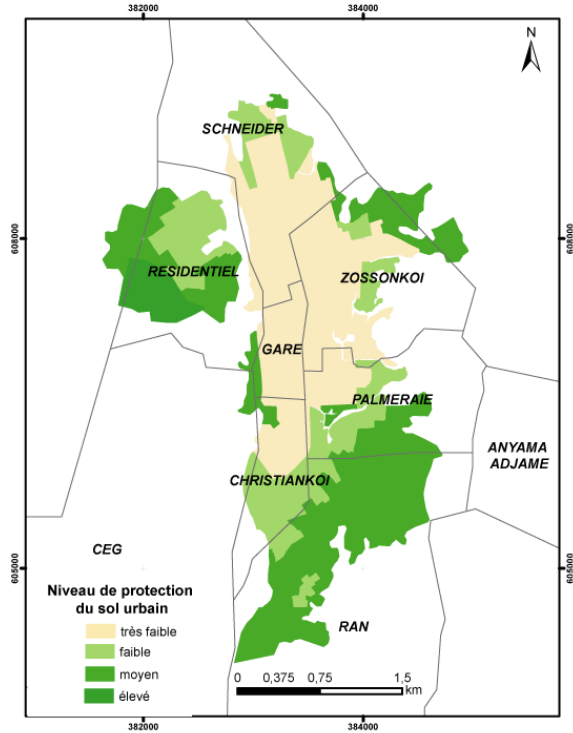 382000
384000
N
SCHNEIDER
608000
608000
RESIDENTIEL
ZOSSONKOI
GARE
PALMERAIE
ANYAMA
ADJAME
CHRISTIANKOI
CEG
605000
605000
Niveau de protection
du sol urbain
très faible
faible
moyen
élevé
RAN
0 0,375 0,75 1,5
km
382000
384000